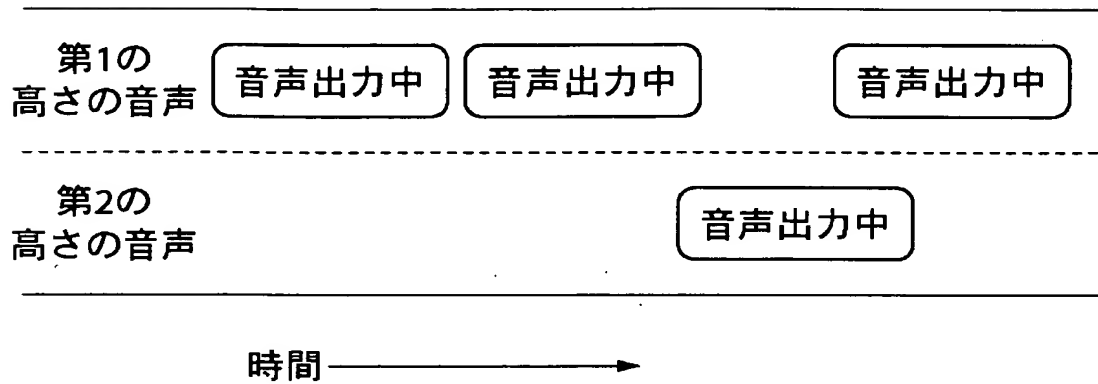 第1の
高さの音声
音声出力中 音声出力中 音声出力中
第2の
高さの音声
音声出力中
時間